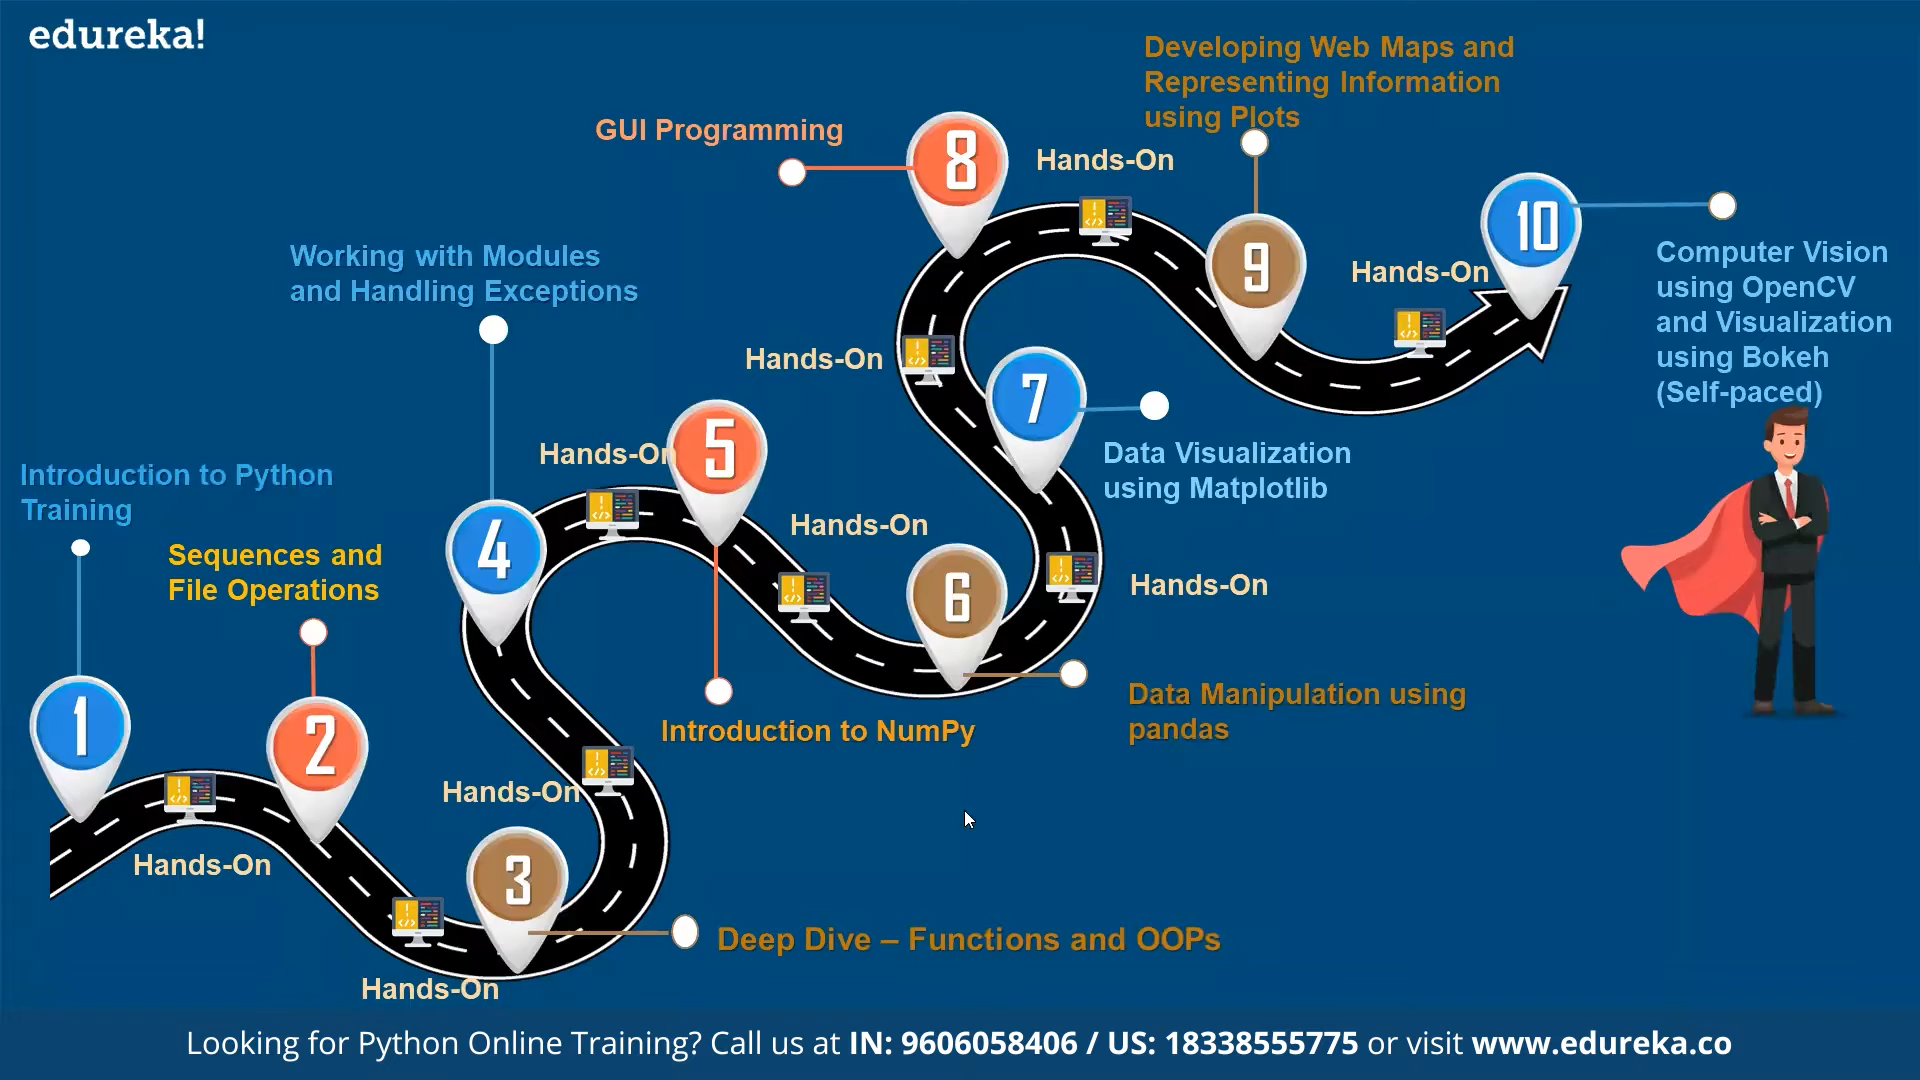 edureka!
Developing Web Maps and
Representing Information
using Plots
GUI Programming
8
Hands-On
10
9
Hands-On
Computer Vision
using OpenCV
and Visualization
using Bokeh
(Self-paced)
Working with Modules
and Handling Exceptions
Hands-On
7
Data Visualization
using Matplotlib
5
Hands-On
Introduction to Python
Training
Sequences and
File Operations
4
Hands-On
6
Hands-On
1
2
Introduction to NumPy
Data Manipulation using
pandas
Hands-On
Hands-On
3
Deep Dive – Functions and OOPs
Hands-On
Looking for Python Online Training? Call us at IN: 9606058406 / US: 18338555775 or visit www.edureka.co